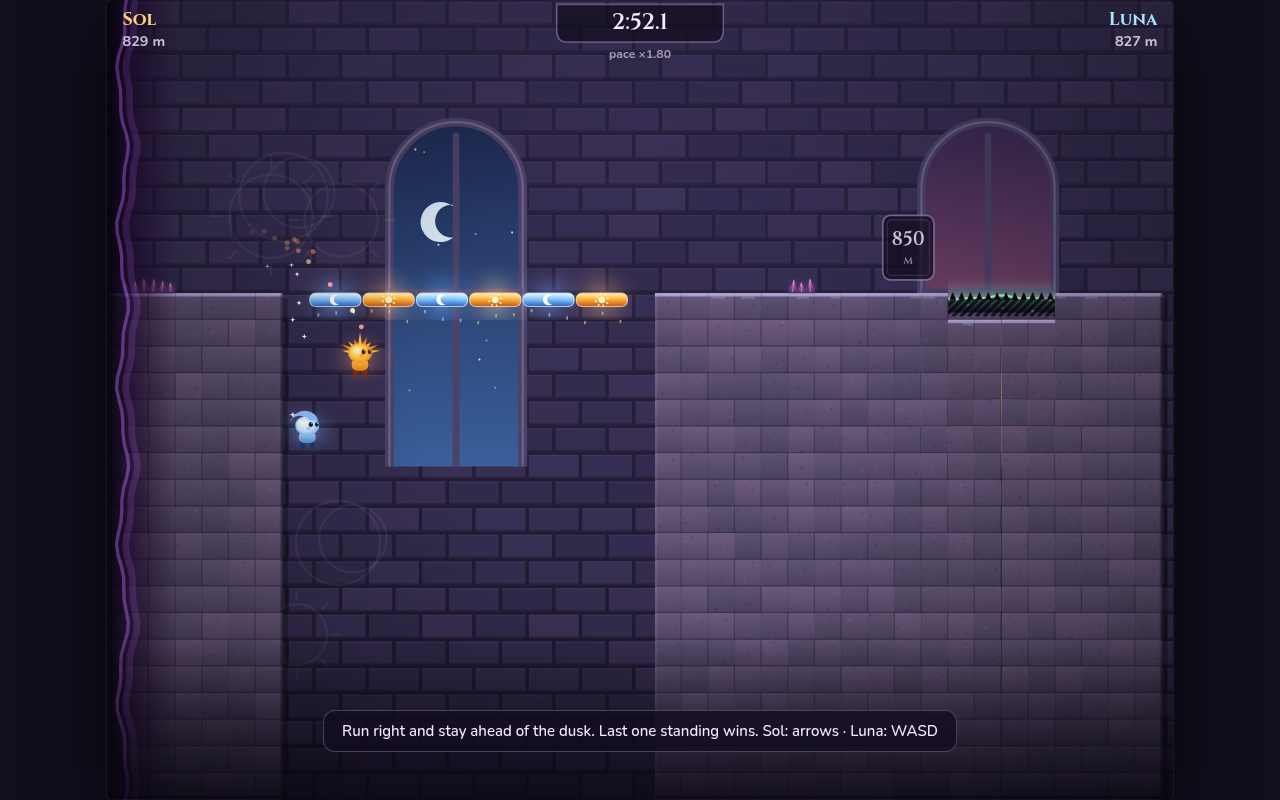 Sol
829 m
2:52.1
pace ×1.80
Luna
827 m
850
M
Run right and stay ahead of the dusk. Last one standing wins. Sol: arrows · Luna: WASD